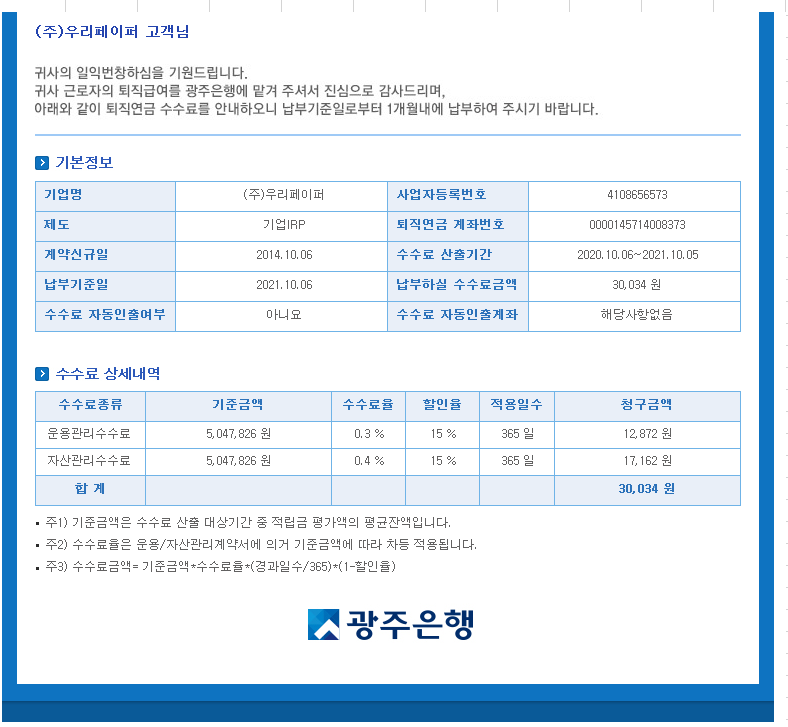 (주)우리페이퍼 고객님
귀사의 일익번창하심을 기원드립니다.
귀사 근로자의 퇴직급여를 광주은행에 맡겨 주셔서 진심으로 감사드리며,
아래와 같이 퇴직연금 수수료를 안내하오니 납부기준일로부터 1개월내에 납부하여 주시기 바랍니다.
기본정보
기업명 (주)우리페이퍼 사업자등록번호 4108656573
제도 기업IRP 퇴직연금 계좌번호 0000145714008373
계약신규일 2014.10.06 수수료 산출기간 2020.10.06~2021.10.05
납부기준일 2021.10.06 납부하실 수수료금액 30,034 원
수수료 자동인출여부 아니요 수수료 자동인출계좌 해당사항없음
수수료 상세내역
수수료종류 기준금액 수수료율 할인율 적용일수 청구금액
운용관리수수료 5,047,826 원 0.3 % 15 % 365 일 12,872 원
자산관리수수료 5,047,826 원 0.4 % 15 % 365 일 17,162 원
합 계 30,034 원
▪ 주1) 기준금액은 수수료 산출 대상기간 중 적립금 평가액의 평균잔액입니다.
▪ 주2) 수수료율은 운용/자산관리계약서에 의거 기준금액에 따라 차등 적용됩니다.
▪ 주3) 수수료금액= 기준금액*수수료율*(경과일수/365)*(1-할인율)
광주은행